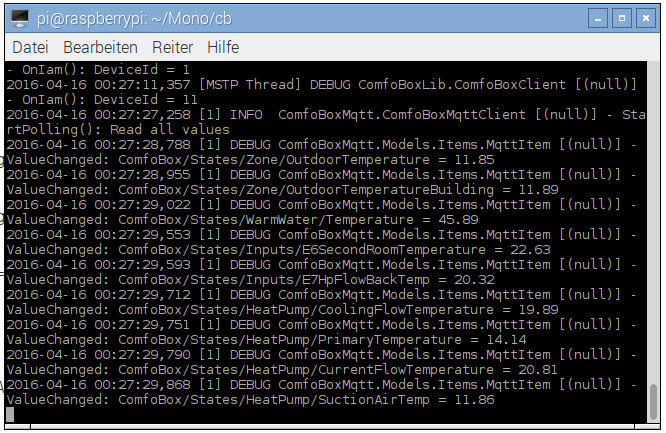 pi@raspberrypi: ~/Mono/cb
Datei Bearbeiten Reiter Hilfe
- OnIam(): DeviceId = 1
2016-04-16 00:27:11,357 [MSTP Thread] DEBUG ComfoBoxLib.ComfoBoxClient [(null)]
- OnIam(): DeviceId = 11
2016-04-16 00:27:27,258 [1] INFO  ComfoBoxMqtt.ComfoBoxMqttClient [(null)] - Sta
rtPolling(): Read all values
2016-04-16 00:27:28,788 [1] DEBUG ComfoBoxMqtt.Models.Items.MqttItem [(null)] -
ValueChanged: ComfoBox/States/Zone/OutdoorTemperature = 11.85
2016-04-16 00:27:28,955 [1] DEBUG ComfoBoxMqtt.Models.Items.MqttItem [(null)] -
ValueChanged: ComfoBox/States/Zone/OutdoorTemperatureBuilding = 11.89
2016-04-16 00:27:29,022 [1] DEBUG ComfoBoxMqtt.Models.Items.MqttItem [(null)] -
ValueChanged: ComfoBox/States/WarmWater/Temperature = 45.89
2016-04-16 00:27:29,553 [1] DEBUG ComfoBoxMqtt.Models.Items.MqttItem [(null)] -
ValueChanged: ComfoBox/States/Inputs/E6SecondRoomTemperature = 22.63
2016-04-16 00:27:29,593 [1] DEBUG ComfoBoxMqtt.Models.Items.MqttItem [(null)] -
ValueChanged: ComfoBox/States/Inputs/E7HpFlowBackTemp = 20.32
2016-04-16 00:27:29,712 [1] DEBUG ComfoBoxMqtt.Models.Items.MqttItem [(null)] -
ValueChanged: ComfoBox/States/HeatPump/CoolingFlowTemperature = 19.89
2016-04-16 00:27:29,751 [1] DEBUG ComfoBoxMqtt.Models.Items.MqttItem [(null)] -
ValueChanged: ComfoBox/States/HeatPump/PrimaryTemperature = 14.14
2016-04-16 00:27:29,790 [1] DEBUG ComfoBoxMqtt.Models.Items.MqttItem [(null)] -
ValueChanged: ComfoBox/States/HeatPump/CurrentFlowTemperature = 20.81
2016-04-16 00:27:29,868 [1] DEBUG ComfoBoxMqtt.Models.Items.MqttItem [(null)] -
ValueChanged: ComfoBox/States/HeatPump/SuctionAirTemp = 11.86